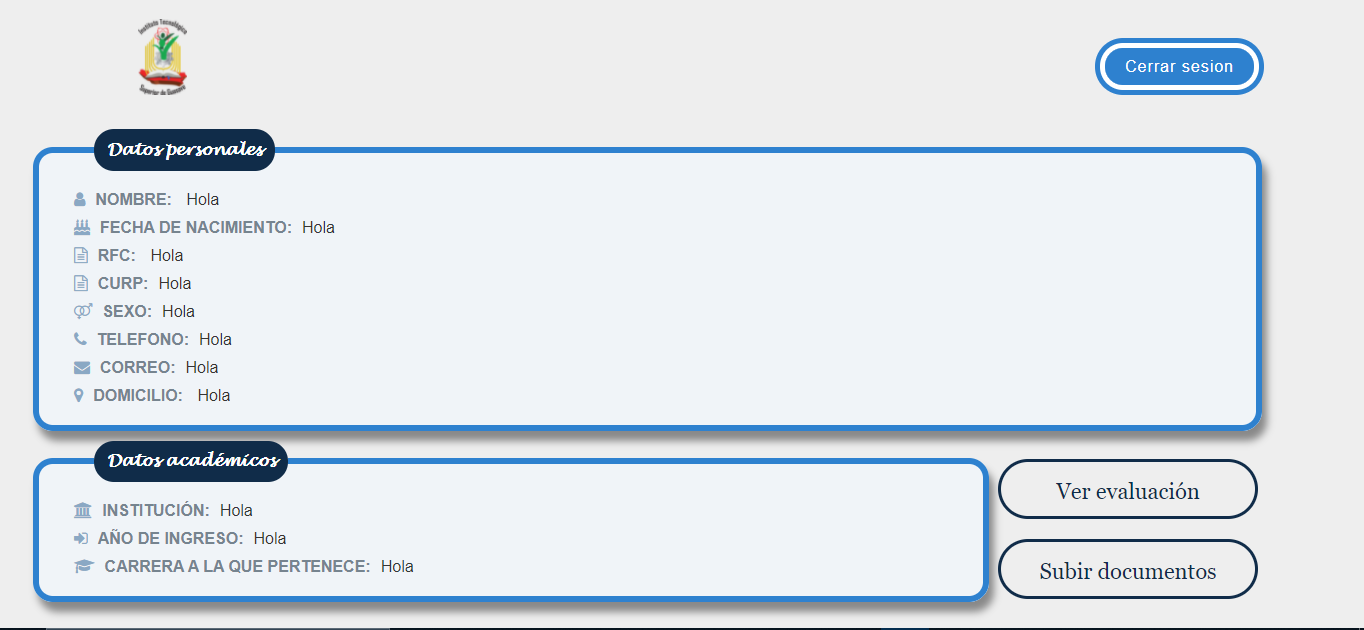 Instituto Tecnológico
Superior de Guasave
Cerrar sesion
Datos personales
NOMBRE: Hola
FECHA DE NACIMIENTO: Hola
RFC: Hola
CURP: Hola
SEXO: Hola
TELEFONO: Hola
CORREO: Hola
DOMICILIO: Hola
Datos académicos
INSTITUCIÓN: Hola
AÑO DE INGRESO: Hola
CARRERA A LA QUE PERTENECE: Hola
Ver evaluación
Subir documentos